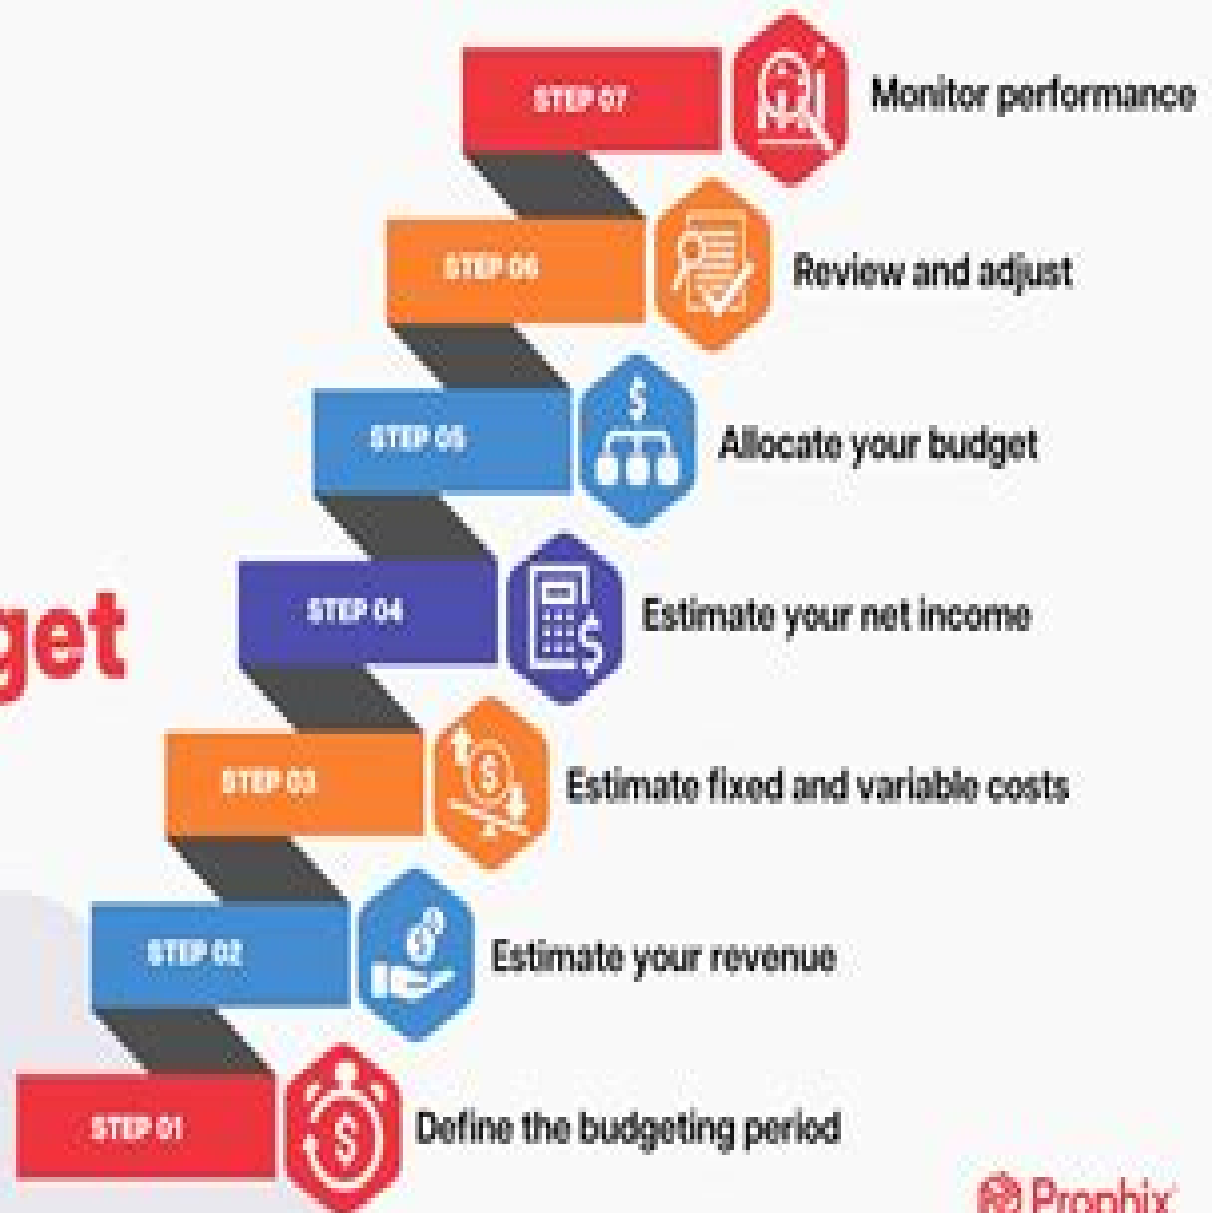 STEP 07
Monitor performance
STEP 06
Review and adjust
STEP 05
Allocate your budget
STEP 04
Estimate your net income
get
STEP 03
Estimate fixed and variable costs
STEP 02
Estimate your revenue
STEP 01
Define the budgeting period
Prophix